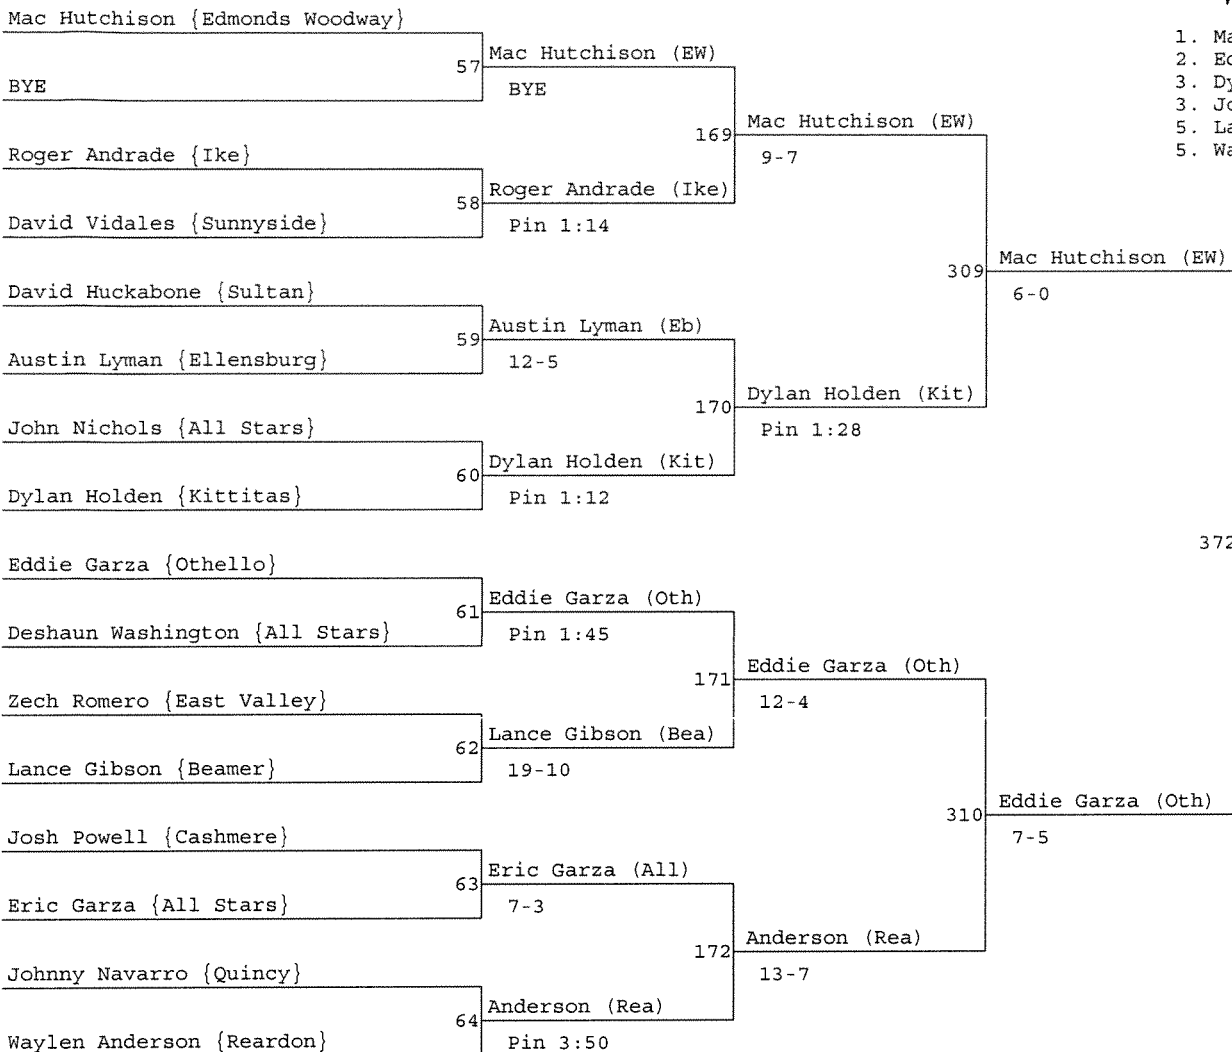 Mac Hutchison {Edmonds Woodway}
BYE
Roger Andrade {Ike}
David Vidales {Sunnyside}
David Huckabone {Sultan}
Austin Lyman {Ellensburg}
John Nichols {All Stars}
Dylan Holden {Kittitas}
Eddie Garza {Othello}
Deshaun Washington {All Stars}
Zech Romero {East Valley}
Lance Gibson {Beamer}
Josh Powell {Cashmere}
Eric Garza {All Stars}
Johnny Navarro {Quincy}
Waylen Anderson {Reardon}
57 Mac Hutchison (EW)
BYE
58 Roger Andrade (Ike)
Pin 1:14
59 Austin Lyman (Eb)
12-5
60 Dylan Holden (Kit)
Pin 1:12
61 Eddie Garza (Oth)
Pin 1:45
62 Lance Gibson (Bea)
19-10
63 Eric Garza (All)
7-3
64 Anderson (Rea)
Pin 3:50
169 Mac Hutchison (EW)
9-7
170 Dylan Holden (Kit)
Pin 1:28
171 Eddie Garza (Oth)
12-4
172 Anderson (Rea)
13-7
309 Mac Hutchison (EW)
6-0
310 Eddie Garza (Oth)
7-5
372
1. Ma
2. Ed
3. Dy
3. Jo
5. La
5. Wa